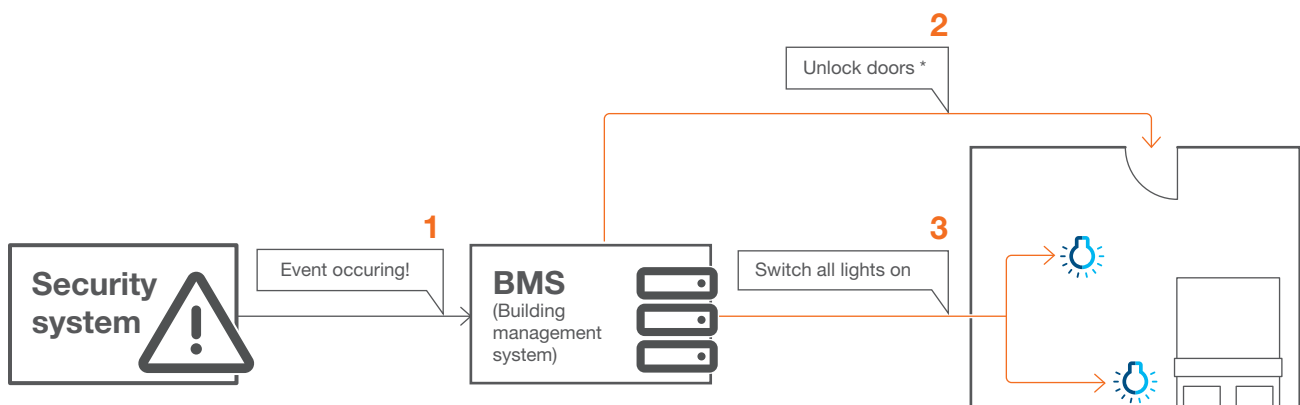 2
Unlock doors *
1
Event occuring!
3
Switch all lights on
Security
system
BMS
(Building
management
system)